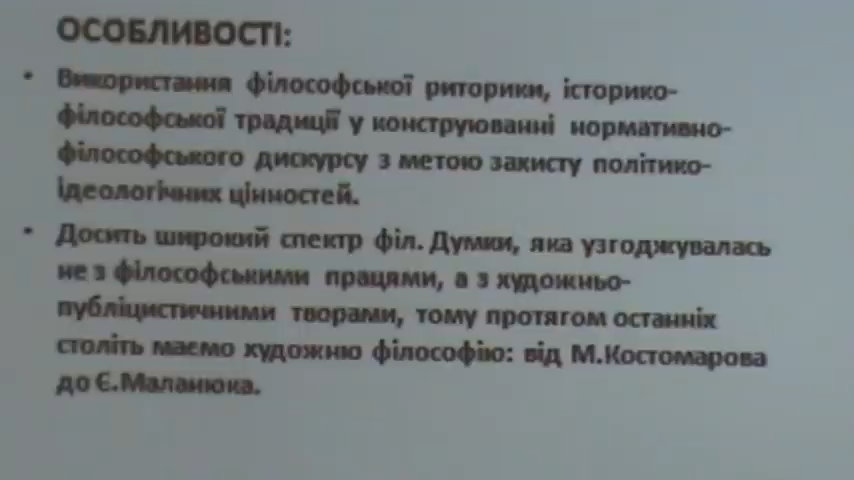 ОСОБЛИВОСТІ:
• Використання філософської риторики, історико-
філософської традиції у конструюванні нормативно-
філософського дискурсу з метою захисту політико-
ідеологічних цінностей.
• Досить широкий спектр філ. Думки, яка узгоджувалась
не з філософськими працями, а з художньо-
публіцистичними творами, тому протягом останніх
століть маємо художню філософію: від М.Костомарова
до Є.Маланюка.